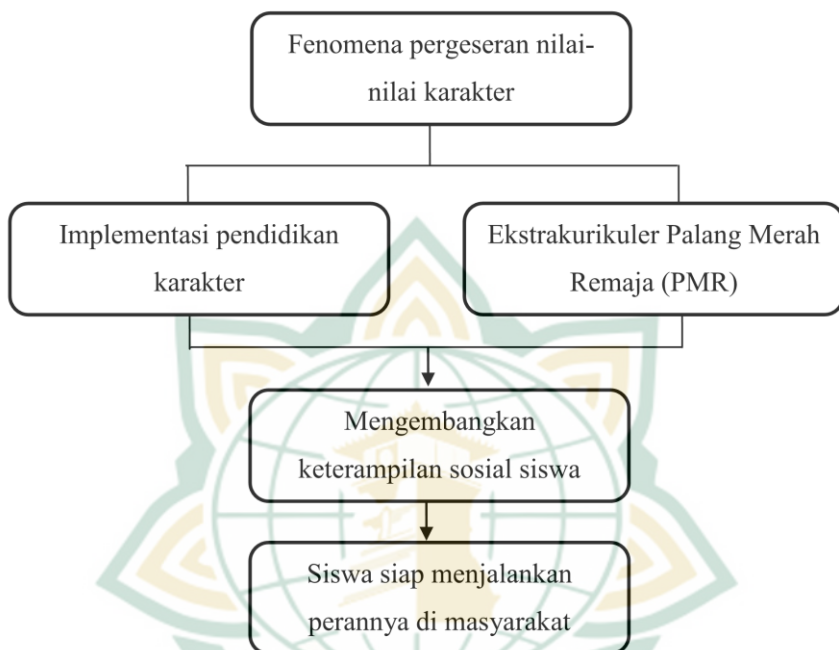 Fenomena pergeseran nilai-
nilai karakter
Implementasi pendidikan
karakter
Ekstrakurikuler Palang Merah
Remaja (PMR)
Mengembangkan
keterampilan sosial siswa
Siswa siap menjalankan
perannya di masyarakat